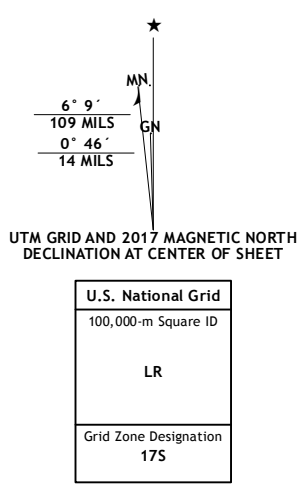 ★
MN.
6° 9´
109 MILS
GN
0° 46´
14 MILS
UTM GRID AND 2017 MAGNETIC NORTH
DECLINATION AT CENTER OF SHEET
U.S. National Grid
100,000-m Square ID
LR
Grid Zone Designation
17S